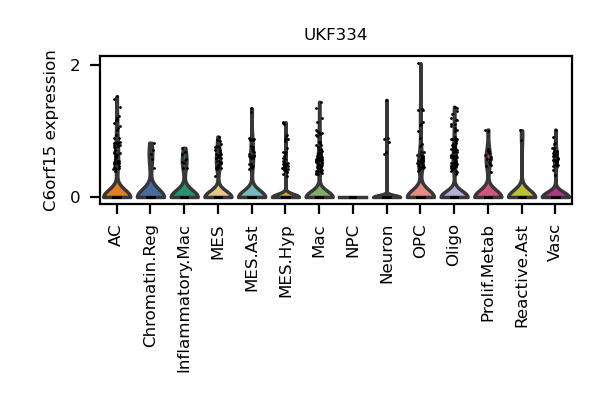 UKF334
C6orf15 expression
2
0
AC
Chromatin.Reg
Inflammatory.Mac
MES
MES.Ast
MES.Hyp
Mac
NPC
Neuron
OPC
Oligo
Prolif.Metab
Reactive.Ast
Vasc